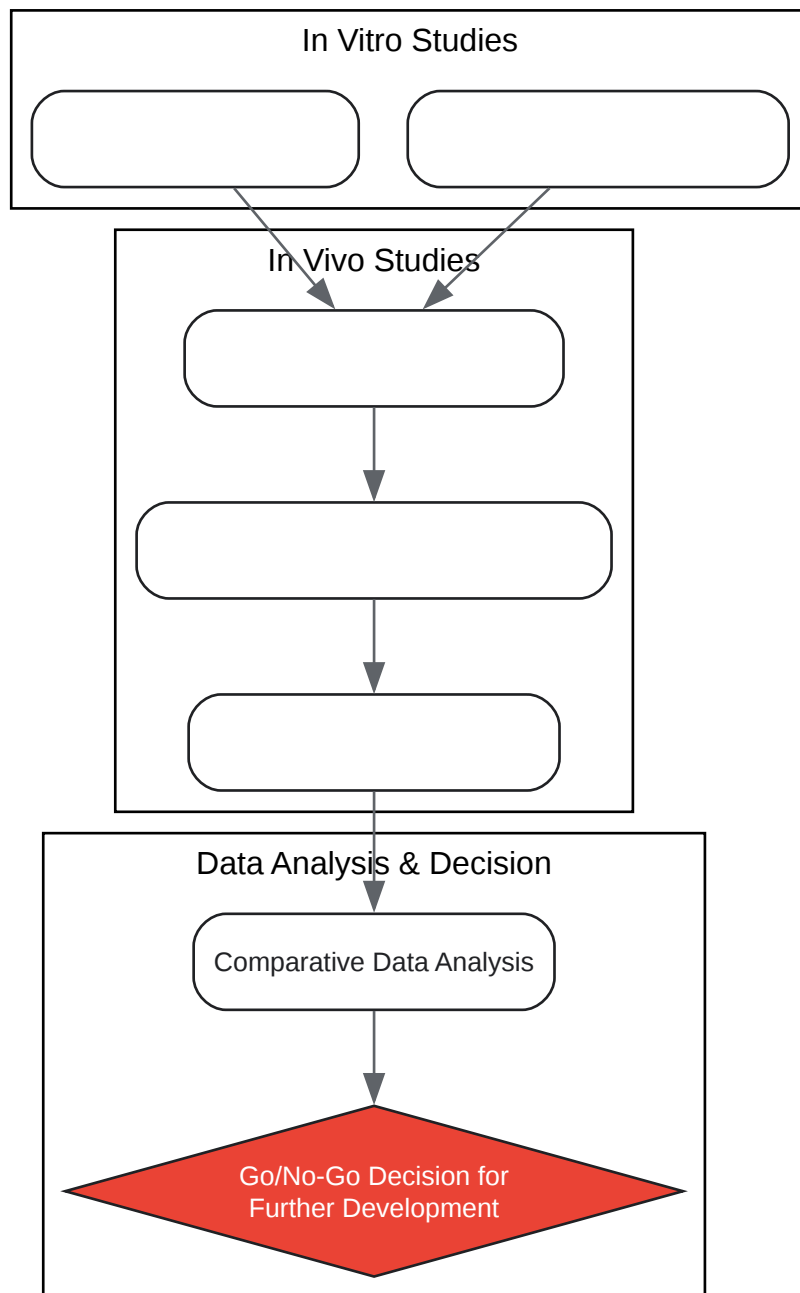 In Vitro Studies
In Vivo Studies
Data Analysis & Decision
Comparative Data Analysis
Go/No-Go Decision for
Further Development